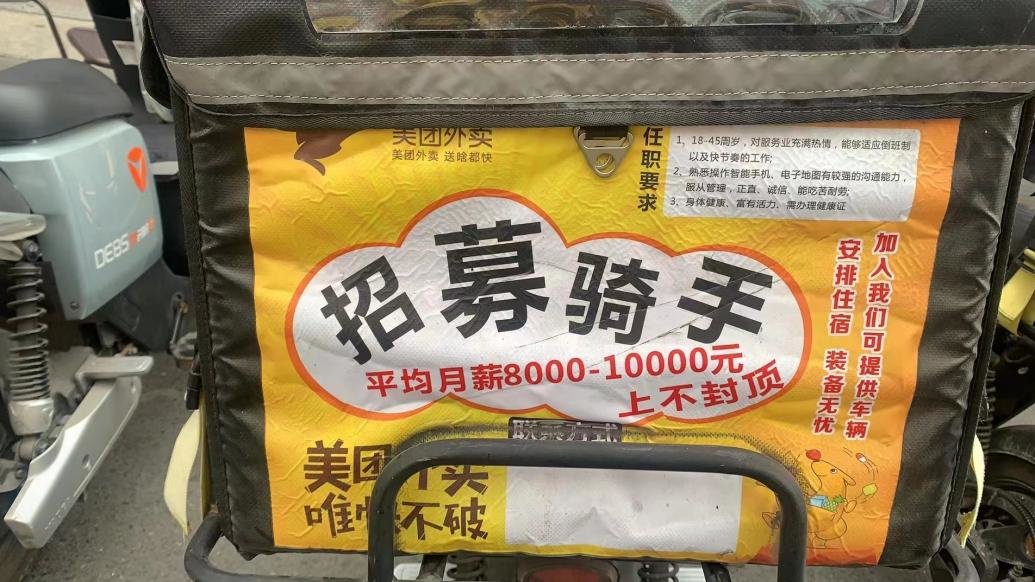 美团外卖
美团外卖 送啥都快
任职要求
1、18-45周岁，对服务业充满热情，能够适应倒班制
以及快节奏的工作;
2、熟悉操作智能手机、电子地图有较强的沟通能力，
服从管理，正直、诚信、能吃苦耐劳;
3、身体健康、富有活力、需办理健康证
招募骑手
平均月薪8000-10000元
上不封顶
加入我们可提供车辆
安排住宿 装备无忧
联系方式
美团外卖
唯快不破
DE8S